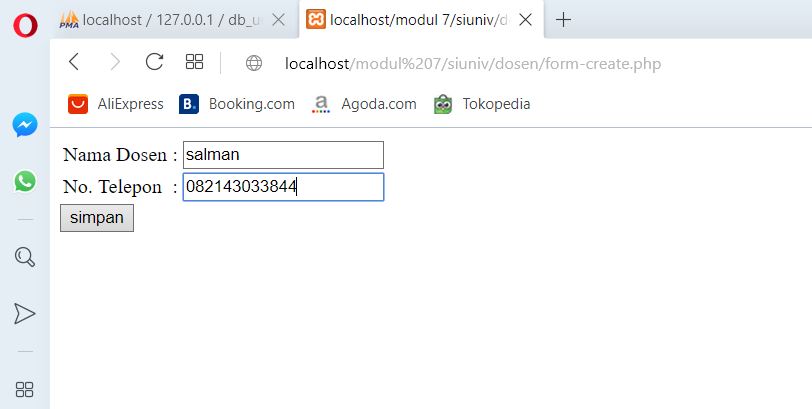 PMA localhost / 127.0.0.1 / db_u
localhost/modul 7/siuniv/d
localhost/modul%207/siuniv/dosen/form-create.php
AliExpress B. Booking.com a Agoda.com Tokopedia
Nama Dosen : salman
No. Telepon : 082143033844
simpan